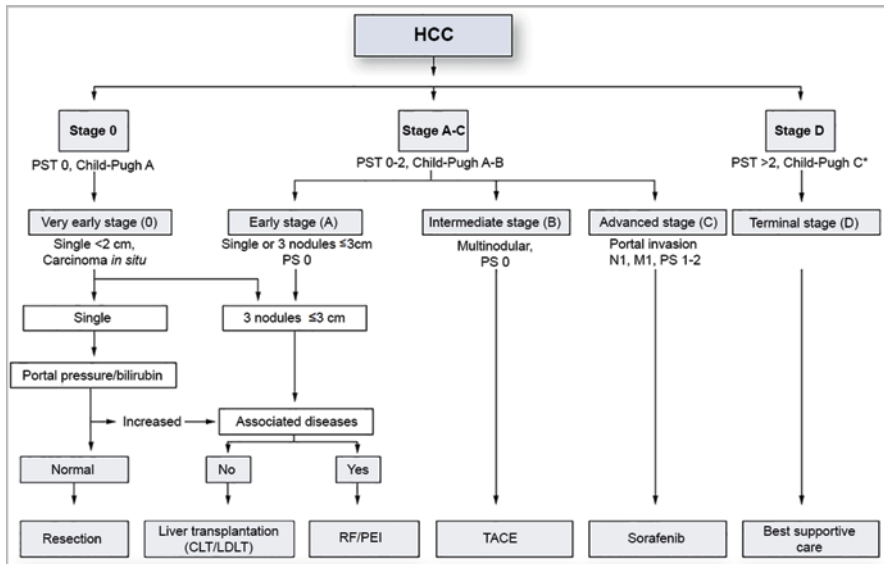 HCC
Stage 0
Stage A-C
Stage D
PST 0, Child-Pugh A
PST 0-2, Child-Pugh A-B
PST >2, Child-Pugh C*
Very early stage (0)
Early stage (A)
Intermediate stage (B)
Advanced stage (C)
Terminal stage (D)
Single <2 cm,
Carcinoma in situ
Single or 3 nodules ≤3cm
PS 0
Multinodular,
PS 0
Portal invasion
N1, M1, PS 1-2
Single
3 nodules ≤3 cm
Portal pressure/bilirubin
Increased
Associated diseases
Normal
No
Yes
Resection
Liver transplantation
(CLT/LDLT)
RF/PEI
TACE
Sorafenib
Best supportive
care